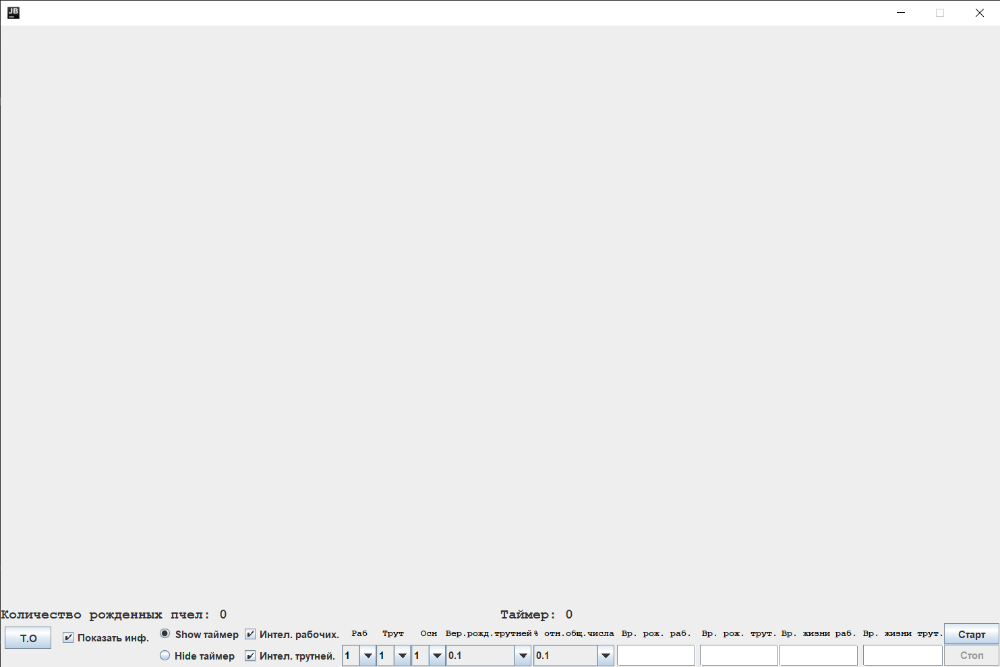 JB
Количество рожденных пчел: 0
Таймер: 0
Т.О
Показать инф.
Show таймер
Hide таймер
Интел. рабочих.
Интел. трутней.
Раб
Трут
Осн
Вер.рожд.трутней
% отн.общ.числа
Вр. рож. раб.
Вр. рож. трут.
Вр. жизни раб.
Вр. жизни трут.
1
1
1
0.1
0.1
Старт
Стоп